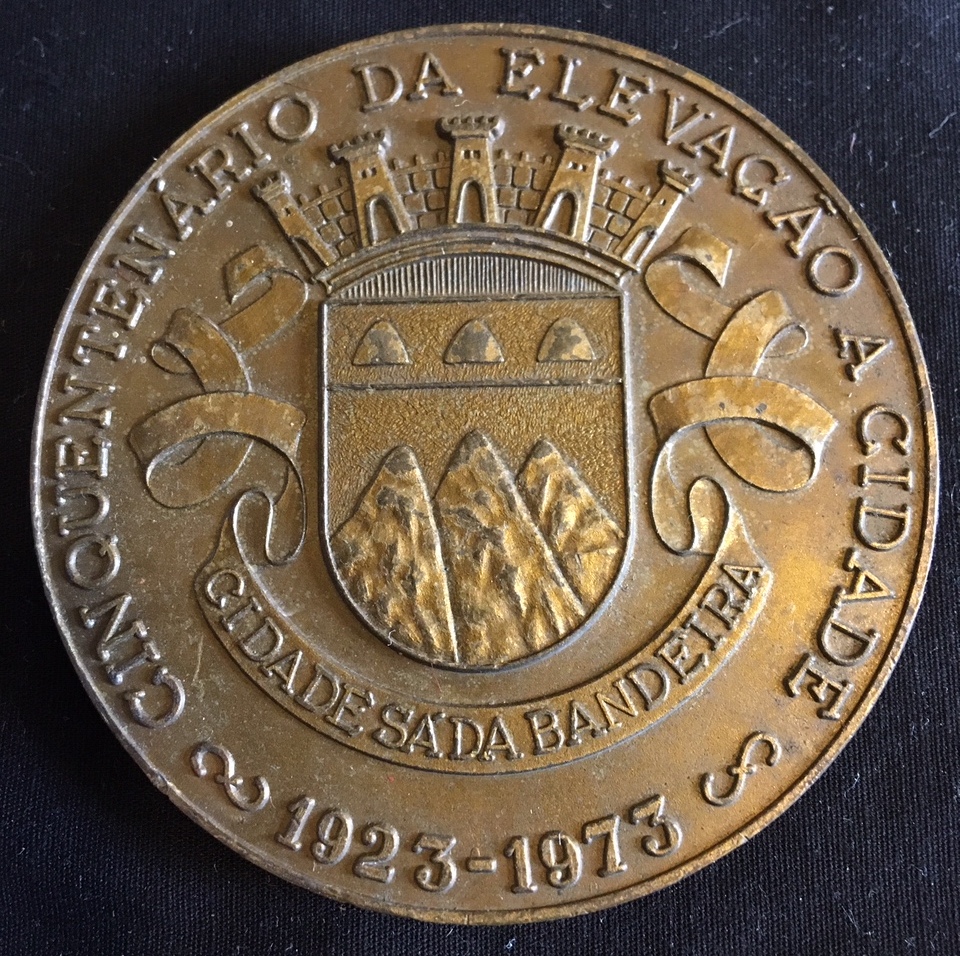 CINQUENTENÁRIO DA ELEVAÇÃO A CIDADE
CIDADE SÁ DA BANDEIRA
1923-1973